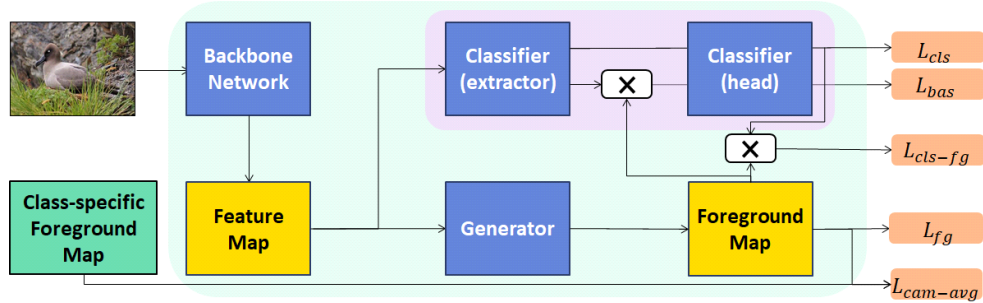 Backbone
Network
Classifier
(extractor)
×
Classifier
(head)
L_cls
L_bas
×
L_cls−fg
Class-specific
Foreground
Map
Feature
Map
Generator
Foreground
Map
L_fg
L_cam−avg